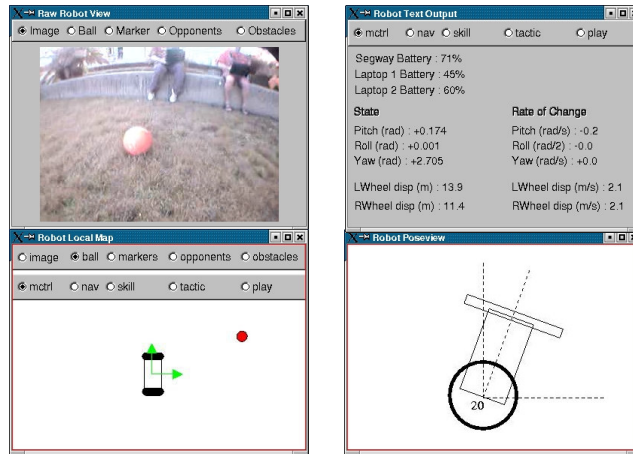 Raw Robot View
Image Ball Marker Opponents Obstacles
Robot Text Output
mctrl nav skill tactic play
Segway Battery : 71%
Laptop 1 Battery : 45%
Laptop 2 Battery : 60%
State Rate of Change
Pitch (rad) : +0.174 Pitch (rad/s) : -0.2
Roll (rad) : +0.001 Roll (rad/2) : -0.0
Yaw (rad) : +2.705 Yaw (rad/s) : +0.0
LWheel disp (m) : 13.9 LWheel disp (m/s) : 2.1
RWheel disp (m) : 11.4 RWheel disp (m/s) : 2.1
Robot Local Map
image ball markers opponents obstacles
mctrl nav skill tactic play
Robot Poseview
20